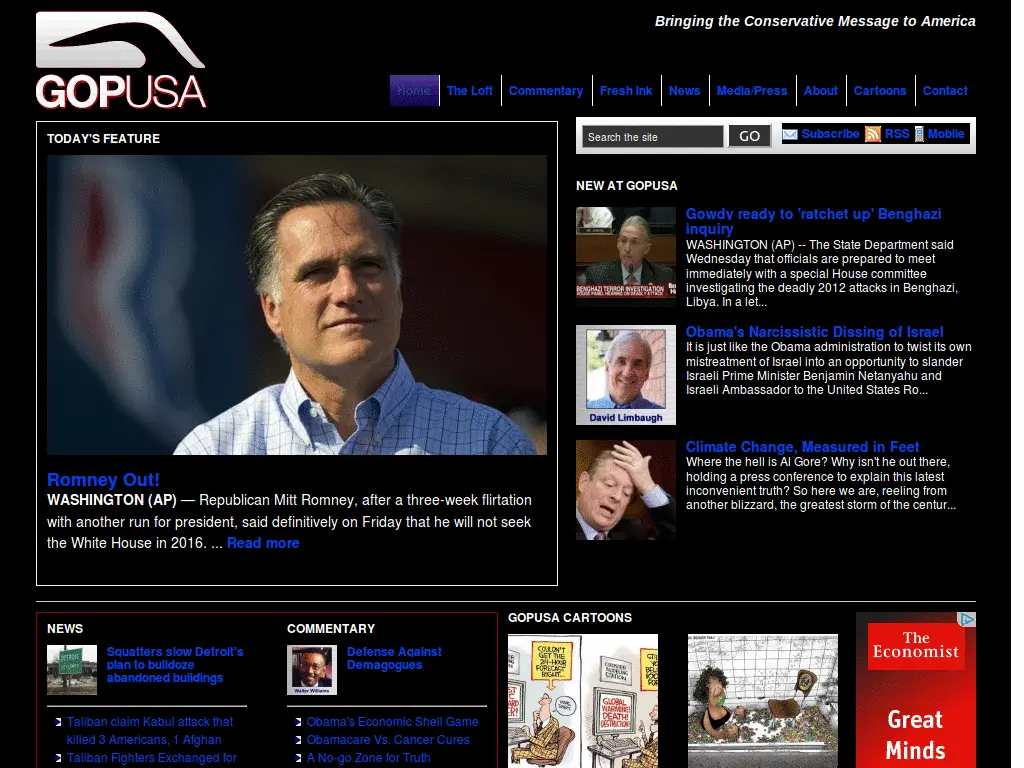 Bringing the Conservative Message to America
GOPUSA
Home
The Loft
Commentary
Fresh Ink
News
Media/Press
About
Cartoons
Contact
TODAY'S FEATURE
Search the site
GO
Subscribe
RSS
Mobile
Romney Out!
WASHINGTON (AP) — Republican Mitt Romney, after a three-week flirtation
with another run for president, said definitively on Friday that he will not seek
the White House in 2016. ... Read more
NEW AT GOPUSA
BENGHAZI TERROR INVESTIGATION
HOUSE PANEL HEARING ON DEADLY ATTACK
Gowdy ready to 'ratchet up' Benghazi
inquiry
WASHINGTON (AP) -- The State Department said
Wednesday that officials are prepared to meet
immediately with a special House committee
investigating the deadly 2012 attacks in Benghazi,
Libya. In a let...
David Limbaugh
Obama's Narcissistic Dissing of Israel
It is just like the Obama administration to twist its own
mistreatment of Israel into an opportunity to slander
Israeli Prime Minister Benjamin Netanyahu and
Israeli Ambassador to the United States Ro...
Climate Change, Measured in Feet
Where the hell is Al Gore? Why isn't he out there,
holding a press conference to explain this latest
inconvenient truth? So here we are, reeling from
another blizzard, the greatest storm of the centur...
NEWS
Squatters slow Detroit's
plan to bulldoze
abandoned buildings
Taliban claim Kabul attack that
killed 3 Americans, 1 Afghan
Taliban Fighters Exchanged for
COMMENTARY
Walter Williams
Defense Against
Demagogues
Obama's Economic Shell Game
Obamacare Vs. Cancer Cures
A No-go Zone for Truth
GOPUSA CARTOONS
COULDN'T
GET THE
24-HOUR
FORECAST
RIGHT...
COMPUTER
MODELING
STATION
GLOBAL
WARMING!
DEATH!
DESTRUCTION!
The
Economist
Great
Minds